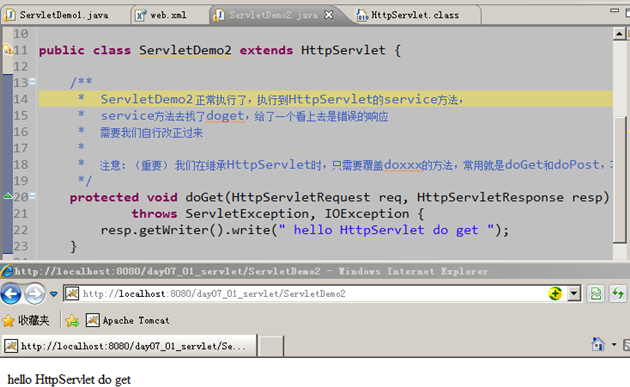 ServletDemo1.java web.xml ServletDemo2.java HttpServlet.class
10
11 public class ServletDemo2 extends HttpServlet {
12
13 /**
14 * ServletDemo2正常执行了，执行到HttpServlet的service方法，
15 * service方法去找了doget，给了一个看上去是错误的响应
16 * 需要我们自行改正过来
17 *
18 * 注意：（重要） 我们在继承HttpServlet时，只需要覆盖doxxx的方法，常用就是doGet和doPost，
19 */
20 protected void doGet(HttpServletRequest req, HttpServletResponse resp)
21 throws ServletException, IOException {
22 resp.getWriter().write(" hello HttpServlet do get ");
23 }
http://localhost:8080/day07_01_servlet/ServletDemo2 - Windows Internet Explorer
http://localhost:8080/day07_01_servlet/ServletDemo2
收藏夹 Apache Tomcat
http://localhost:8080/day07_01_servlet/Se...
hello HttpServlet do get